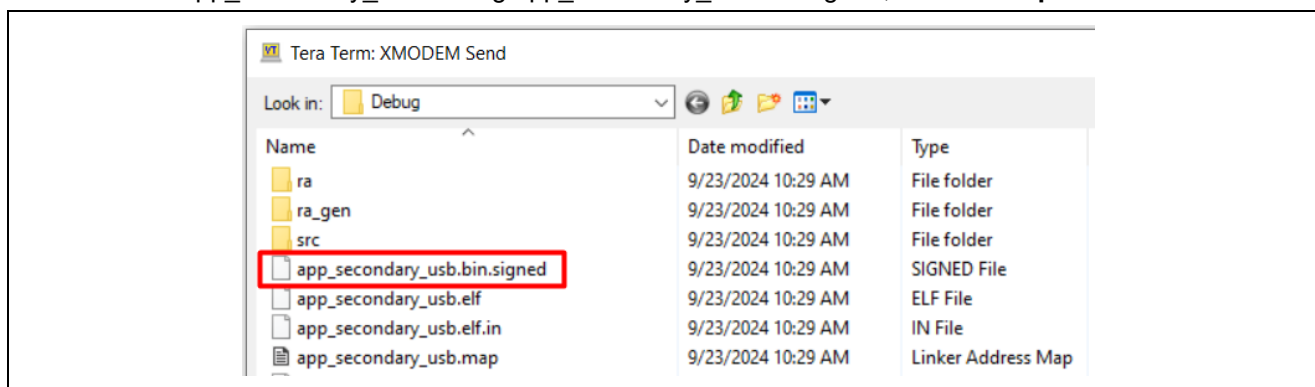 Tera Term: XMODEM Send
Look in: Debug
Name Date modified Type
ra 9/23/2024 10:29 AM File folder
ra_gen 9/23/2024 10:29 AM File folder
src 9/23/2024 10:29 AM File folder
app_secondary_usb.bin.signed 9/23/2024 10:29 AM SIGNED File
app_secondary_usb.elf 9/23/2024 10:29 AM ELF File
app_secondary_usb.elf.in 9/23/2024 10:29 AM IN File
app_secondary_usb.map 9/23/2024 10:29 AM Linker Address Map